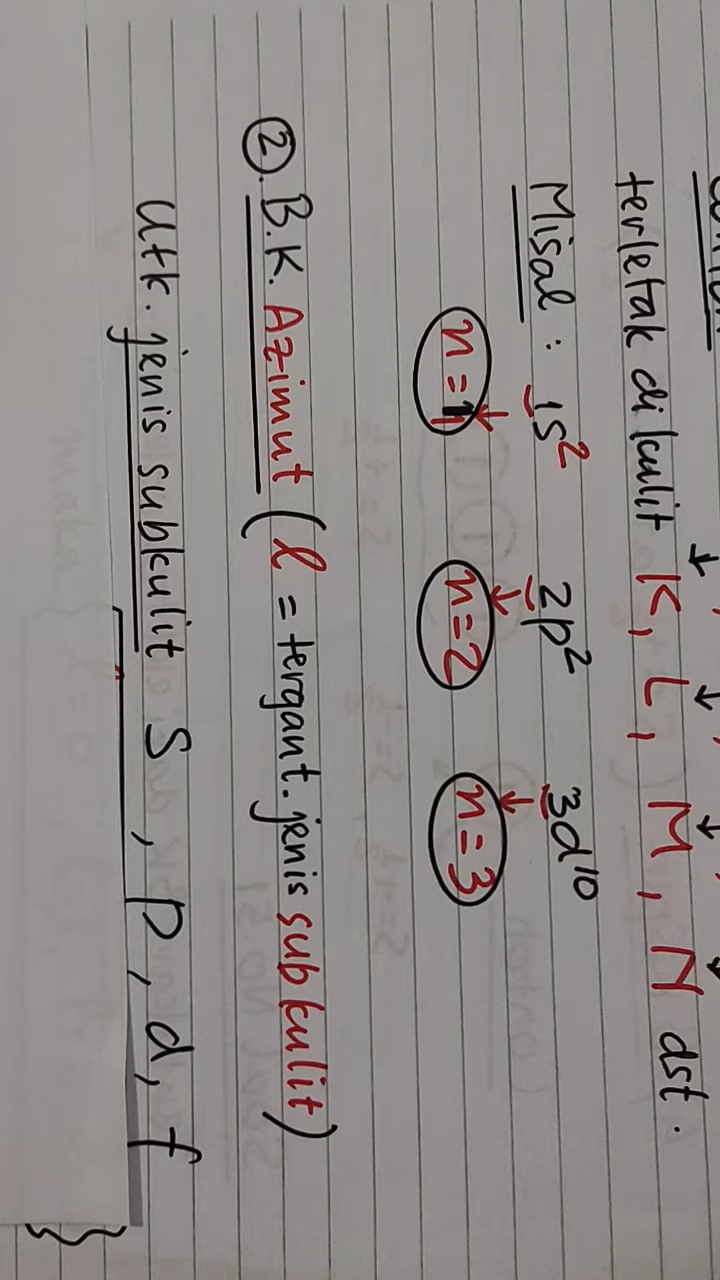 terletak di kulit K, L, M, N dst.
Misal : 1s² 2p² 3d¹⁰
n = 1 n = 2 n = 3
②. B.K. Azimut (l = tergant. jenis subkulit)
Utk. jenis subkulit s, p, d, f